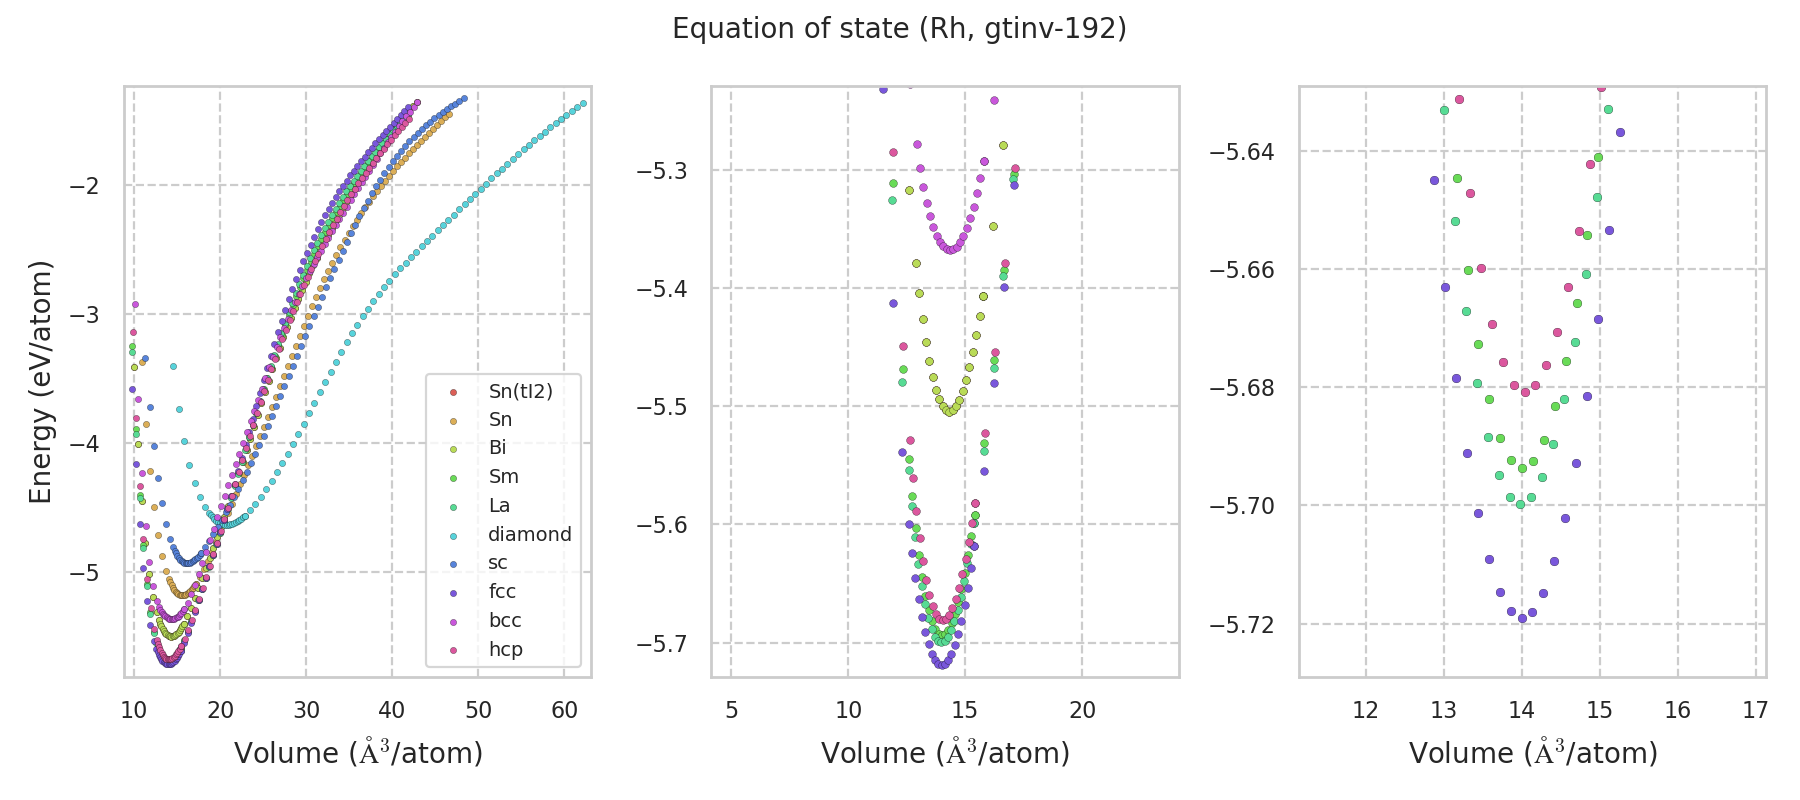 Equation of state (Rh, gtinv-192)
Energy (eV/atom)
−2
−3
−4
−5
10 20 30 40 50 60
Volume (Å³/atom)
Sn(tI2)
Sn
Bi
Sm
La
diamond
sc
fcc
bcc
hcp
−5.3
−5.4
−5.5
−5.6
−5.7
5 10 15 20
Volume (Å³/atom)
−5.64
−5.66
−5.68
−5.70
−5.72
12 13 14 15 16 17
Volume (Å³/atom)